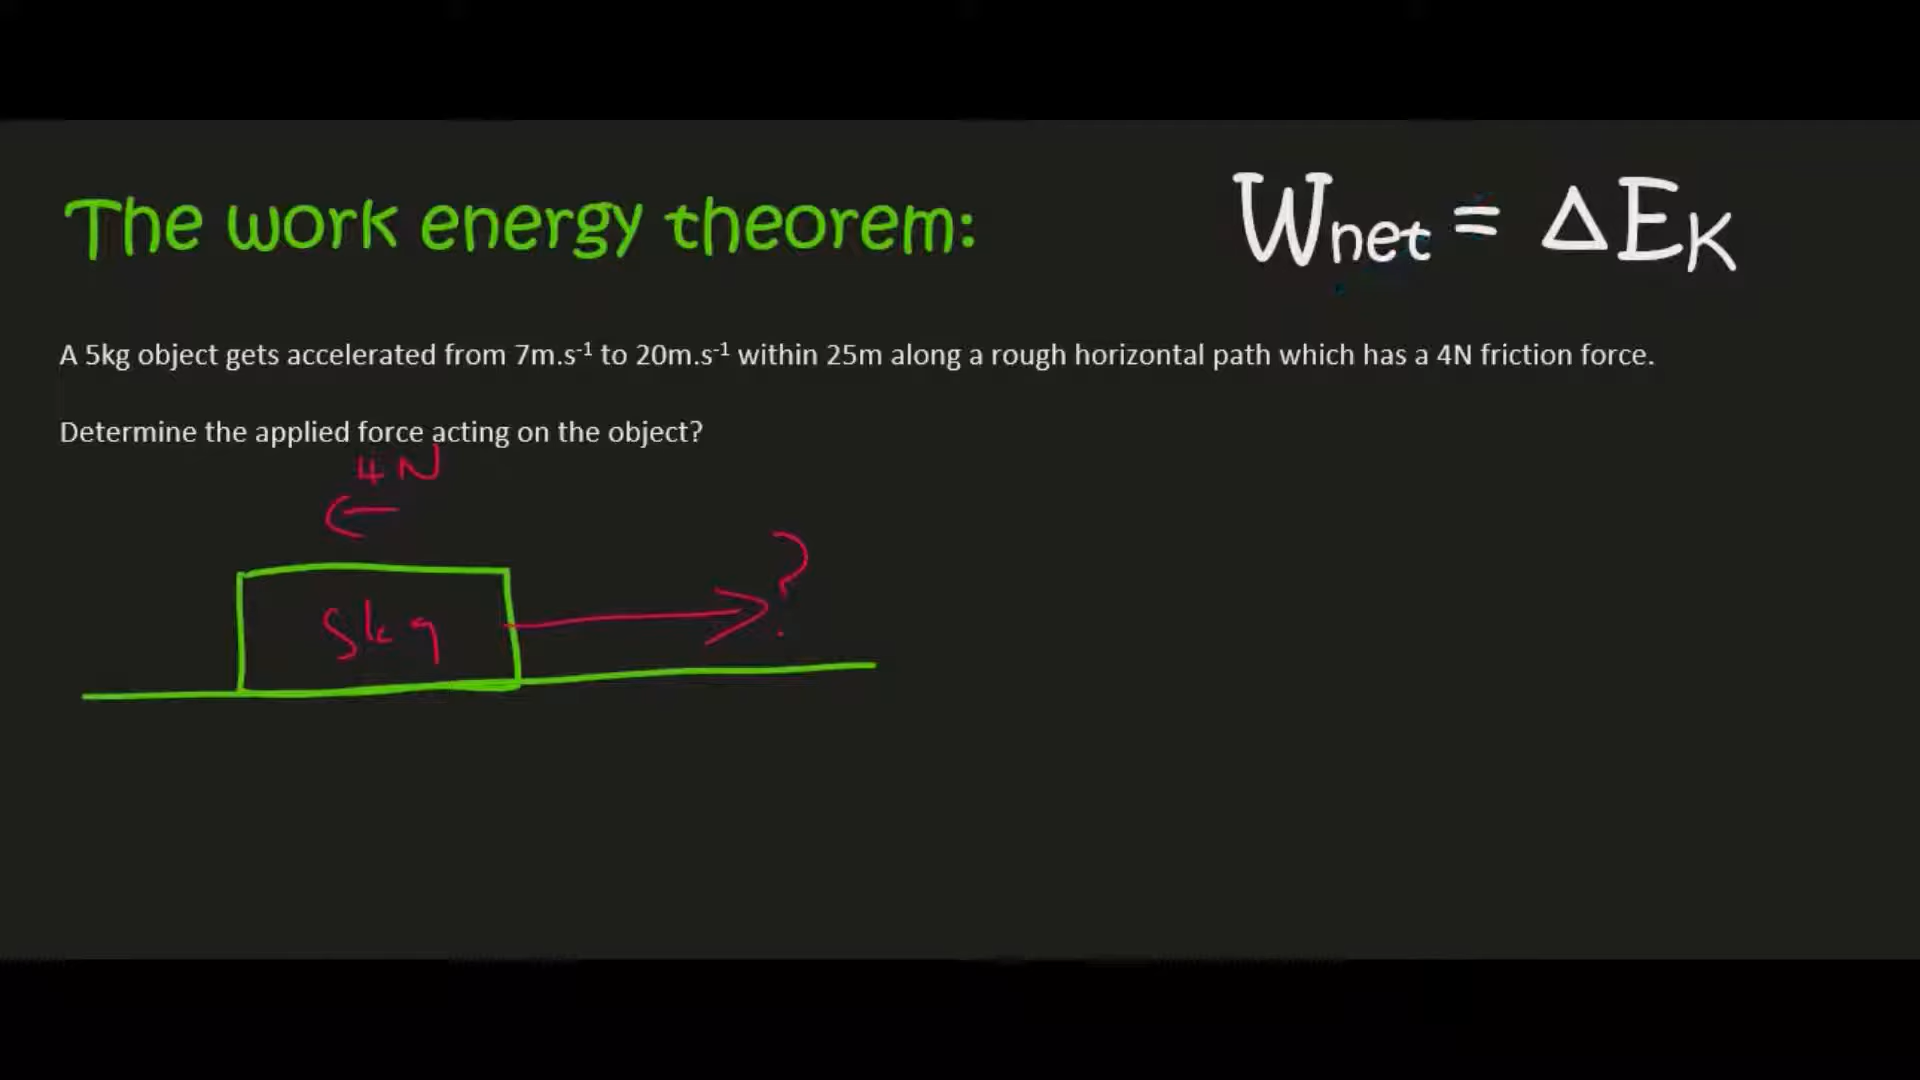 The work energy theorem:
Wnet = ΔEK
A 5kg object gets accelerated from 7m.s⁻¹ to 20m.s⁻¹ within 25m along a rough horizontal path which has a 4N friction force.
Determine the applied force acting on the object?
4N
?
5kg